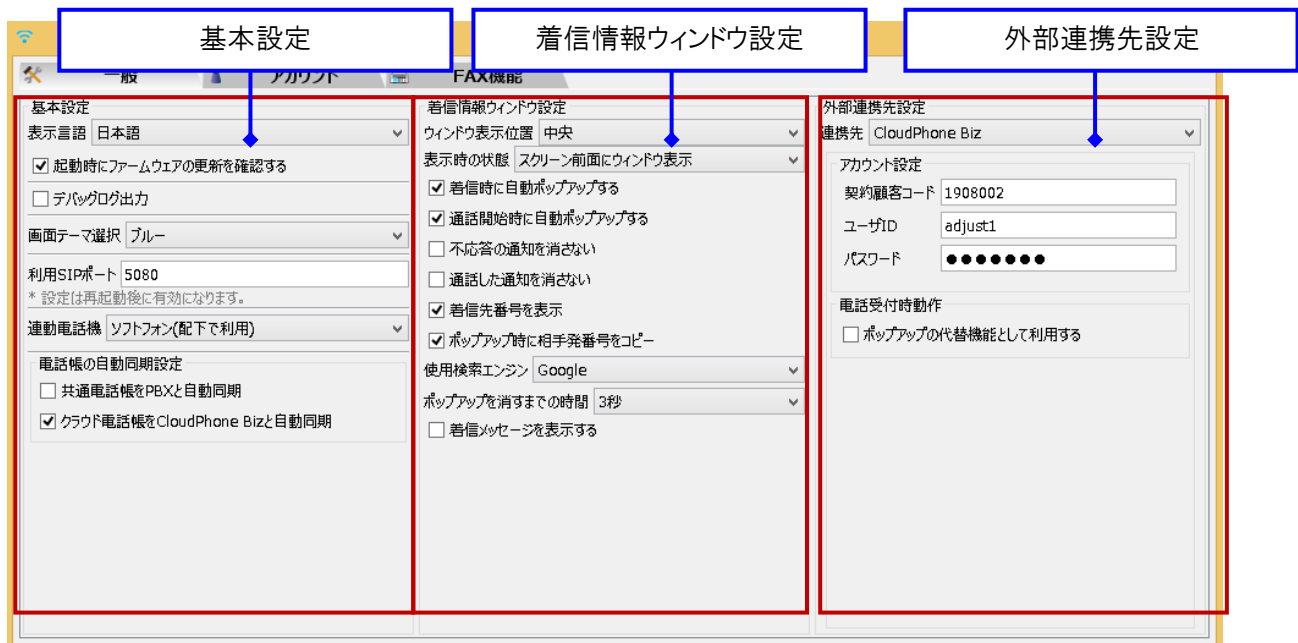 基本設定
着信情報ウィンドウ設定
外部連携先設定
一般
アカウント
FAX機能
基本設定
表示言語 日本語
起動時にファームウェアの更新を確認する
デバッグログ出力
画面テーマ選択 ブルー
利用SIPポート 5080
* 設定は再起動後に有効になります。
連動電話機 ソフトフォン(配下で利用)
電話帳の自動同期設定
共通電話帳をPBXと自動同期
クラウド電話帳をCloudPhone Bizと自動同期
着信情報ウィンドウ設定
ウィンドウ表示位置 中央
表示時の状態 スクリーン前面にウィンドウ表示
着信時に自動ポップアップする
通話開始時に自動ポップアップする
不応答の通知を消さない
通話した通知を消さない
着信先番号を表示
ポップアップ時に相手発番号をコピー
使用検索エンジン Google
ポップアップを消すまでの時間 3秒
着信メッセージを表示する
外部連携先設定
連携先 CloudPhone Biz
アカウント設定
契約顧客コード 1908002
ユーザID adjust1
パスワード ●●●●●●●
電話受付時動作
ポップアップの代替機能として利用する